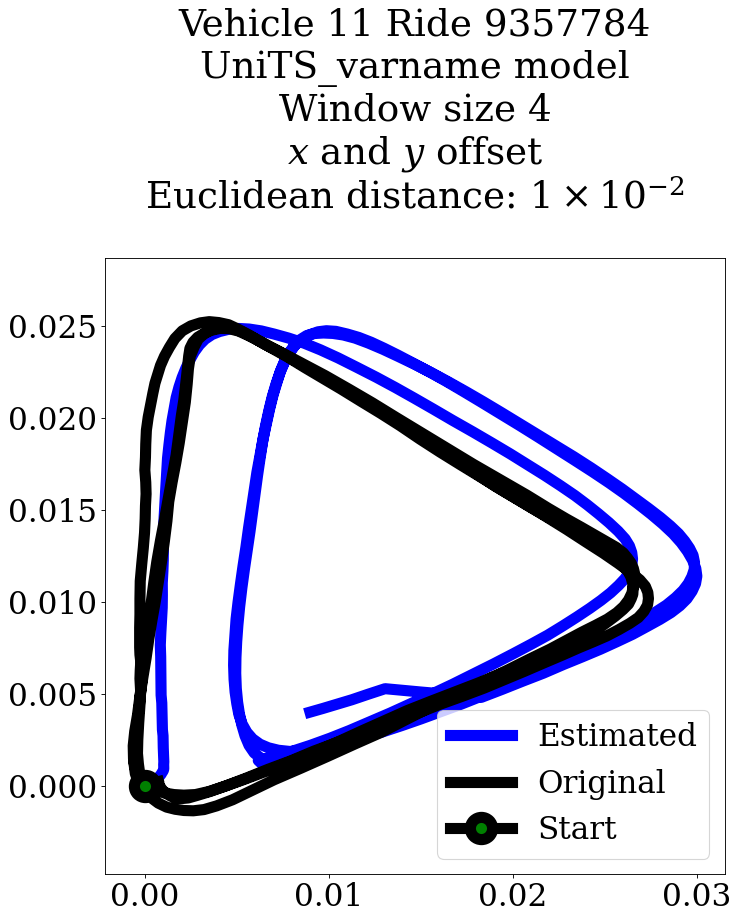 Vehicle 11 Ride 9357784
UniTS_varname model
Window size 4
x and y offset
Euclidean distance: 1 × 10⁻²
0.025
0.020
0.015
0.010
0.005
0.000
Estimated
Original
Start
0.00 0.01 0.02 0.03